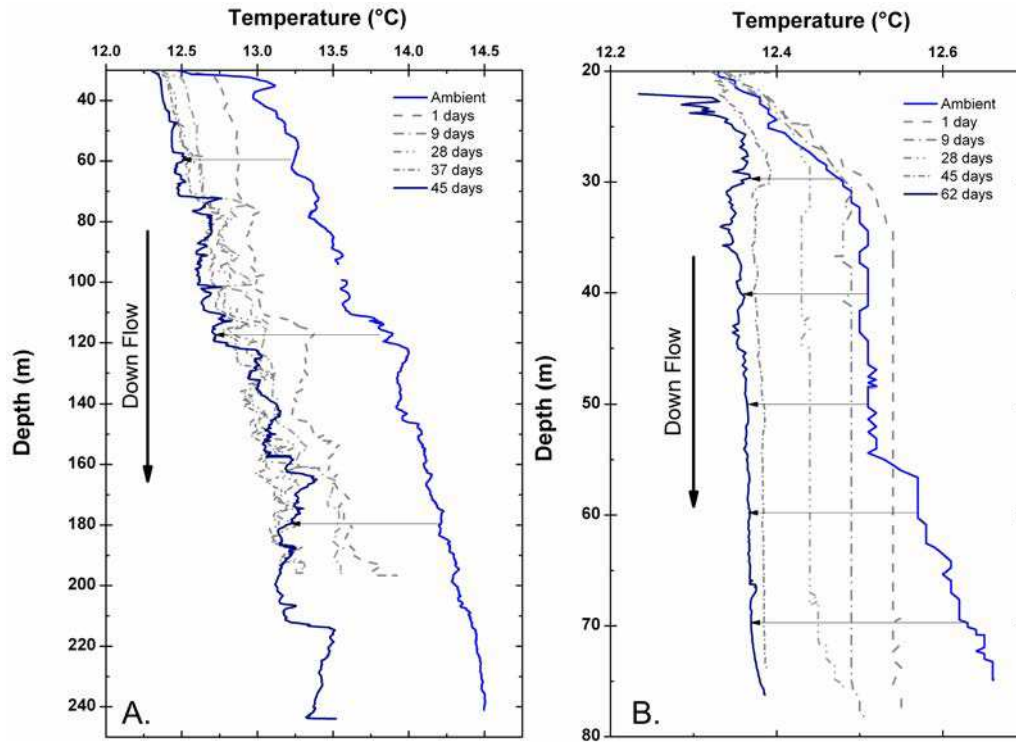 Temperature (°C)
12.0 12.5 13.0 13.5 14.0 14.5
40
60
80
100
120
140
160
180
200
220
240
Depth (m)
Down Flow
Ambient
1 days
9 days
28 days
37 days
45 days
A.
Temperature (°C)
12.2 12.4 12.6
20
30
40
50
60
70
80
Depth (m)
Down Flow
Ambient
1 day
9 days
28 days
45 days
62 days
B.